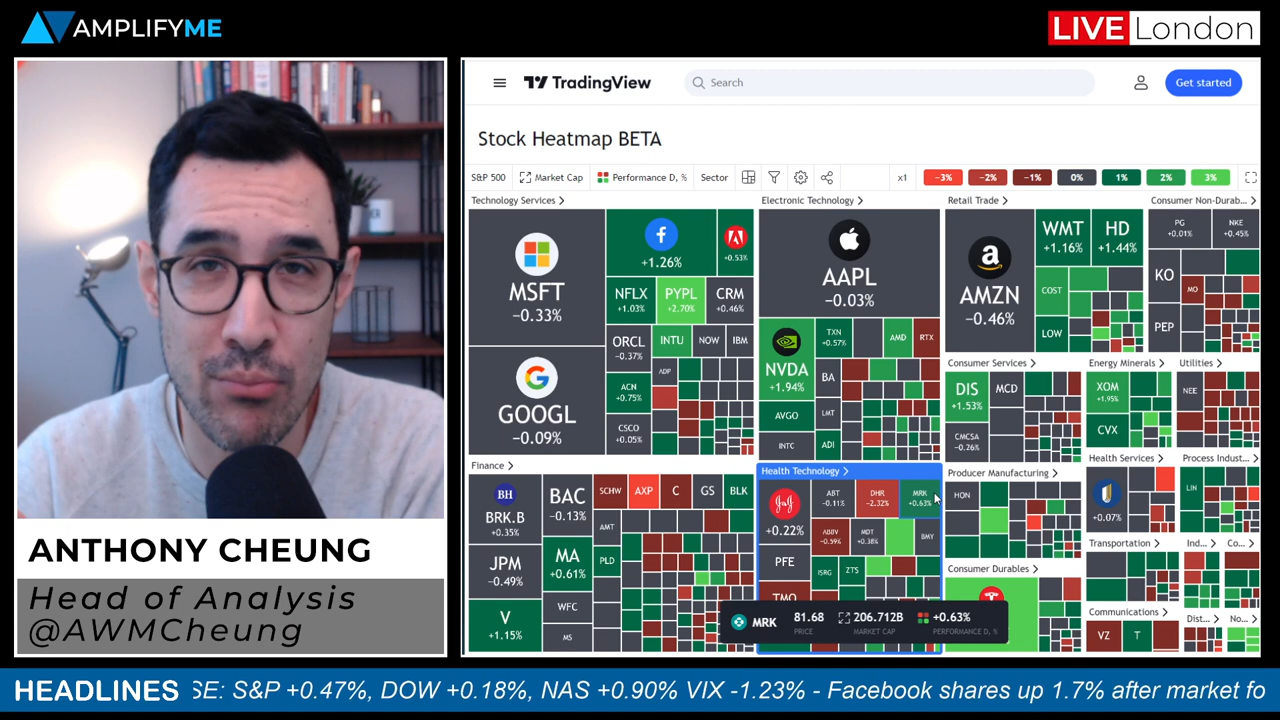 AMPLIFYME
LIVE London
TradingView
Search
Get started
Stock Heatmap BETA
S&P 500
Market Cap
Performance D, %
Sector
x1
-3%
-2%
-1%
0%
1%
2%
3%
Technology Services >
MSFT
-0.33%
GOOGL
-0.09%
+1.26%
+0.53%
NFLX
+1.03%
PYPL
+2.70%
CRM
+0.46%
ORCL
-0.37%
INTU
NOW
IBM
ACN
+0.75%
ADP
CSCO
+0.05%
Electronic Technology >
AAPL
-0.03%
NVDA
+1.94%
TXN
+0.57%
AMD
RTX
BA
AVGO
LMT
INTC
ADI
Retail Trade >
AMZN
-0.46%
WMT
+1.16%
HD
+1.44%
COST
LOW
Consumer Non-Durab... >
PG
+0.01%
NKE
+0.45%
KO
MO
PEP
Consumer Services >
DIS
+1.53%
MCD
CMCSA
-0.26%
Energy Minerals >
XOM
+1.95%
CVX
Utilities >
NEE
Finance >
BH
BRK.B
+0.35%
JPM
-0.49%
V
+1.15%
BAC
-0.13%
MA
+0.61%
WFC
MS
SCHW
AXP
C
GS
BLK
AMT
PLD
Health Technology >
J&J
+0.22%
ABT
-0.11%
DHR
-2.32%
MRK
+0.63%
ABBV
-0.59%
MDT
+0.38%
BMY
PFE
ISRG
ZTS
TMO
MRK
81.68
PRICE
206.712B
MARKET CAP
+0.63%
PERFORMANCE D, %
Producer Manufacturing >
HON
Health Services >
+0.07%
Process Indust... >
LIN
Consumer Durables >
Transportation >
Ind... >
Co... >
Communications >
VZ
T
Dist... >
No... >
ANTHONY CHEUNG
Head of Analysis
@AWMCheung
HEADLINES
SE: S&P +0.47%, DOW +0.18%, NAS +0.90% VIX -1.23% - Facebook shares up 1.7% after market fo